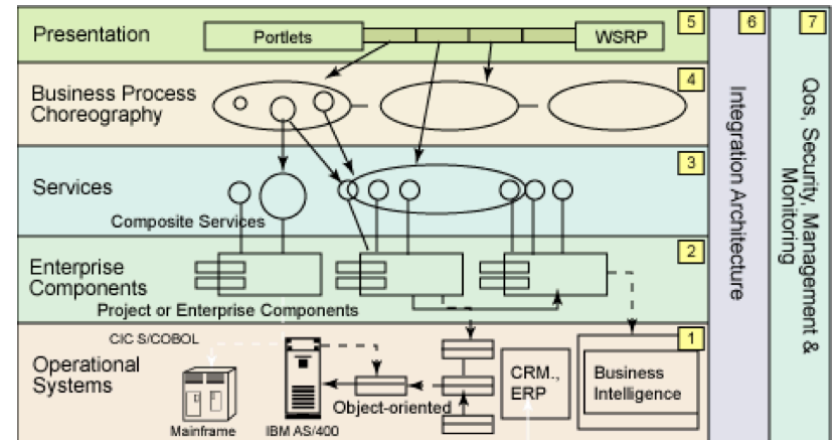 Presentation
Portlets
WSRP
5
6
7
Business Process
Choreography
4
Services
3
Composite Services
Enterprise
Components
2
Project or Enterprise Components
CIC S/COBOL
1
Operational
Systems
Mainframe
IBM AS/400
Object-oriented
CRM.,
ERP
Business
Intelligence
Integration Architecture
Qos, Security, Management &
Monitoring